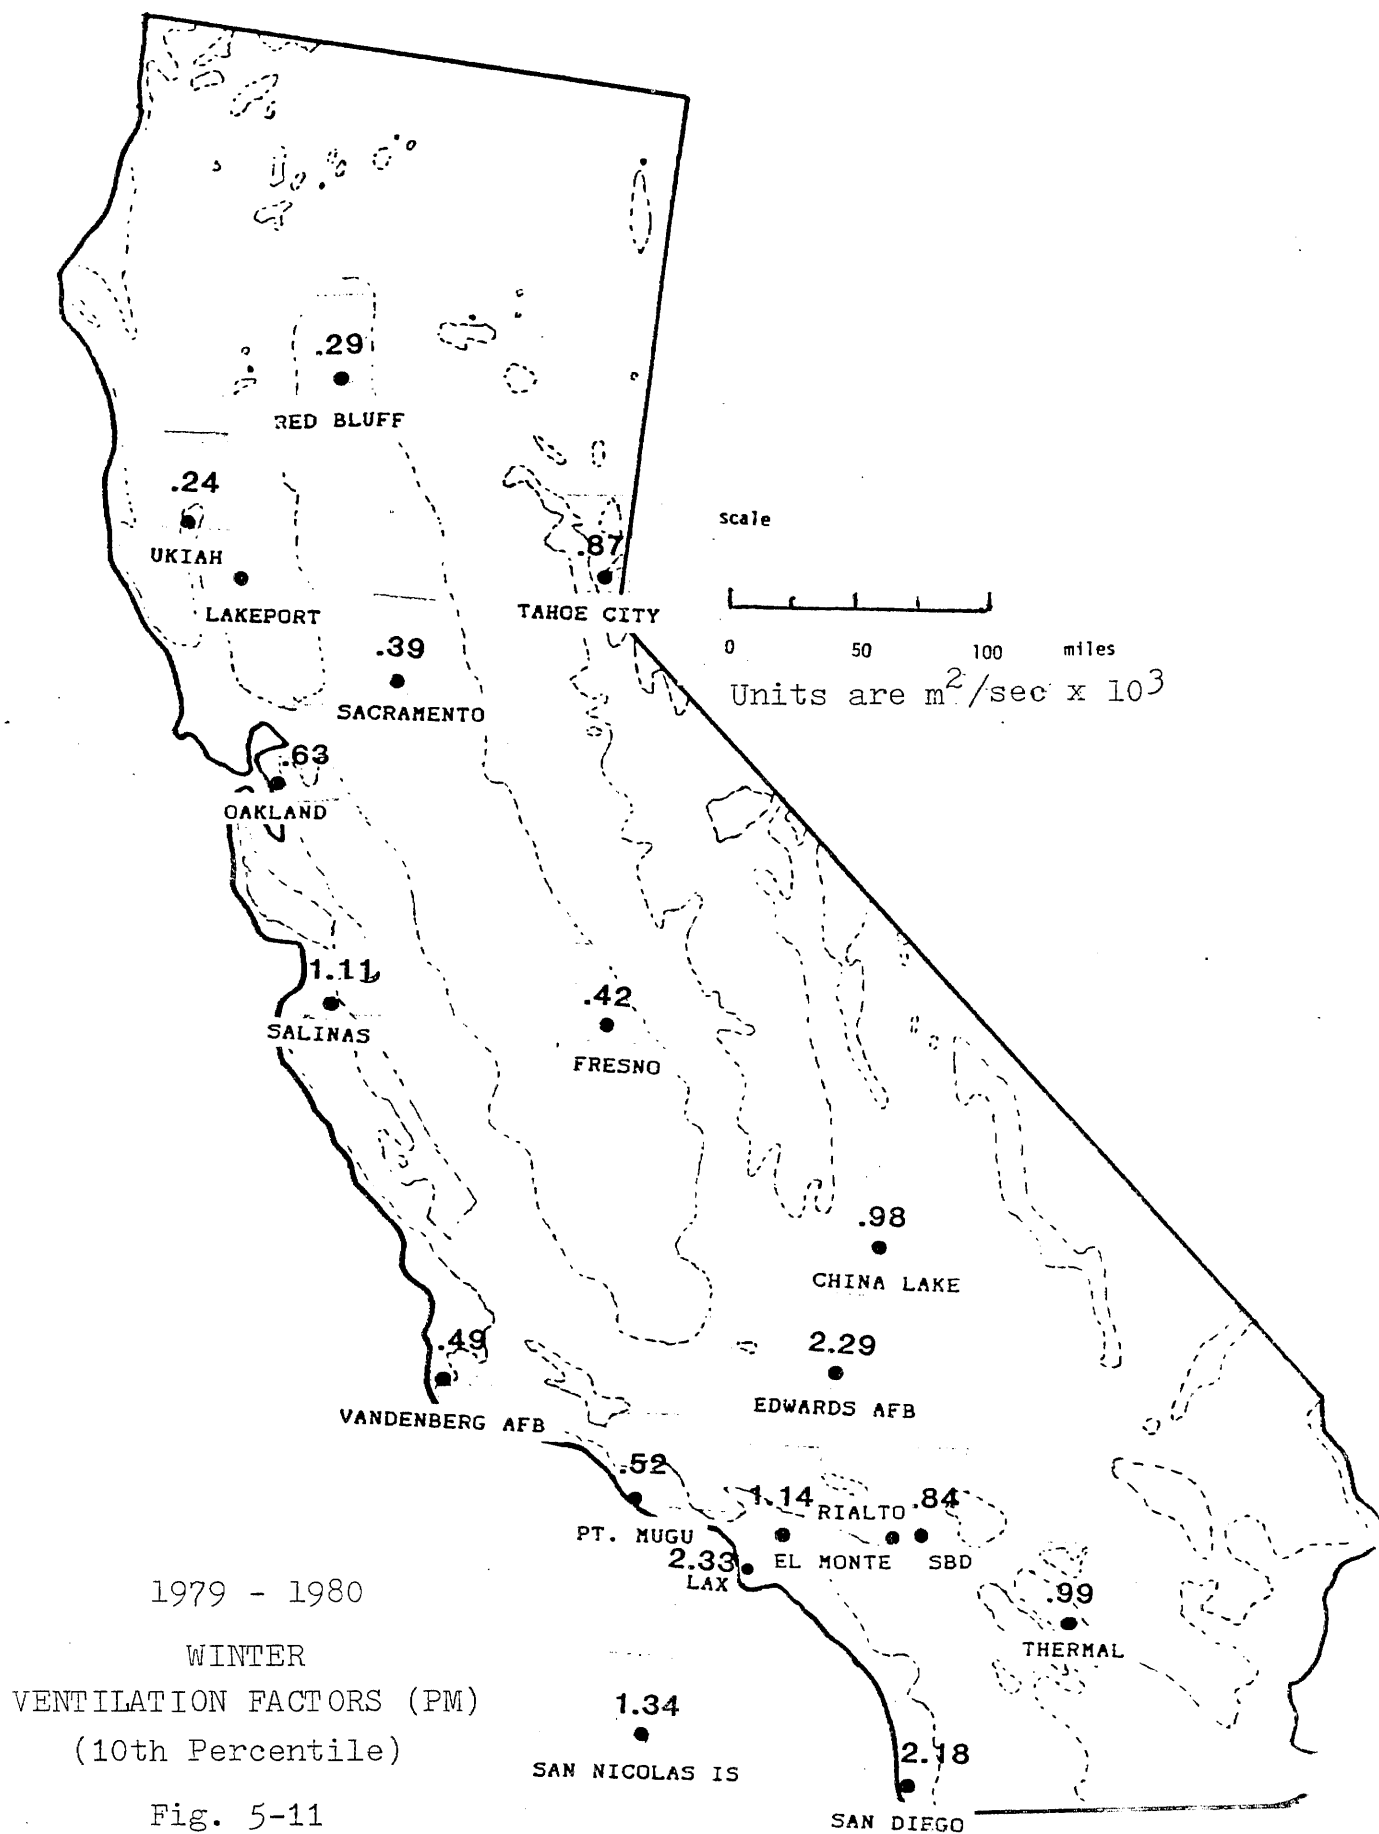 .29
RED BLUFF
.24
UKIAH
LAKEPORT
.87
TAHOE CITY
scale
0 50 100 miles
Units are m²/sec x 10³
.39
SACRAMENTO
.63
OAKLAND
1.11
SALINAS
.42
FRESNO
.98
CHINA LAKE
2.29
EDWARDS AFB
.49
VANDENBERG AFB
.52
PT. MUGU
1.14 RIALTO .84
EL MONTE SBD
2.33
LAX
.99
THERMAL
1.34
SAN NICOLAS IS
2.18
SAN DIEGO
1979 - 1980
WINTER
VENTILATION FACTORS (PM)
(10th Percentile)
Fig. 5-11